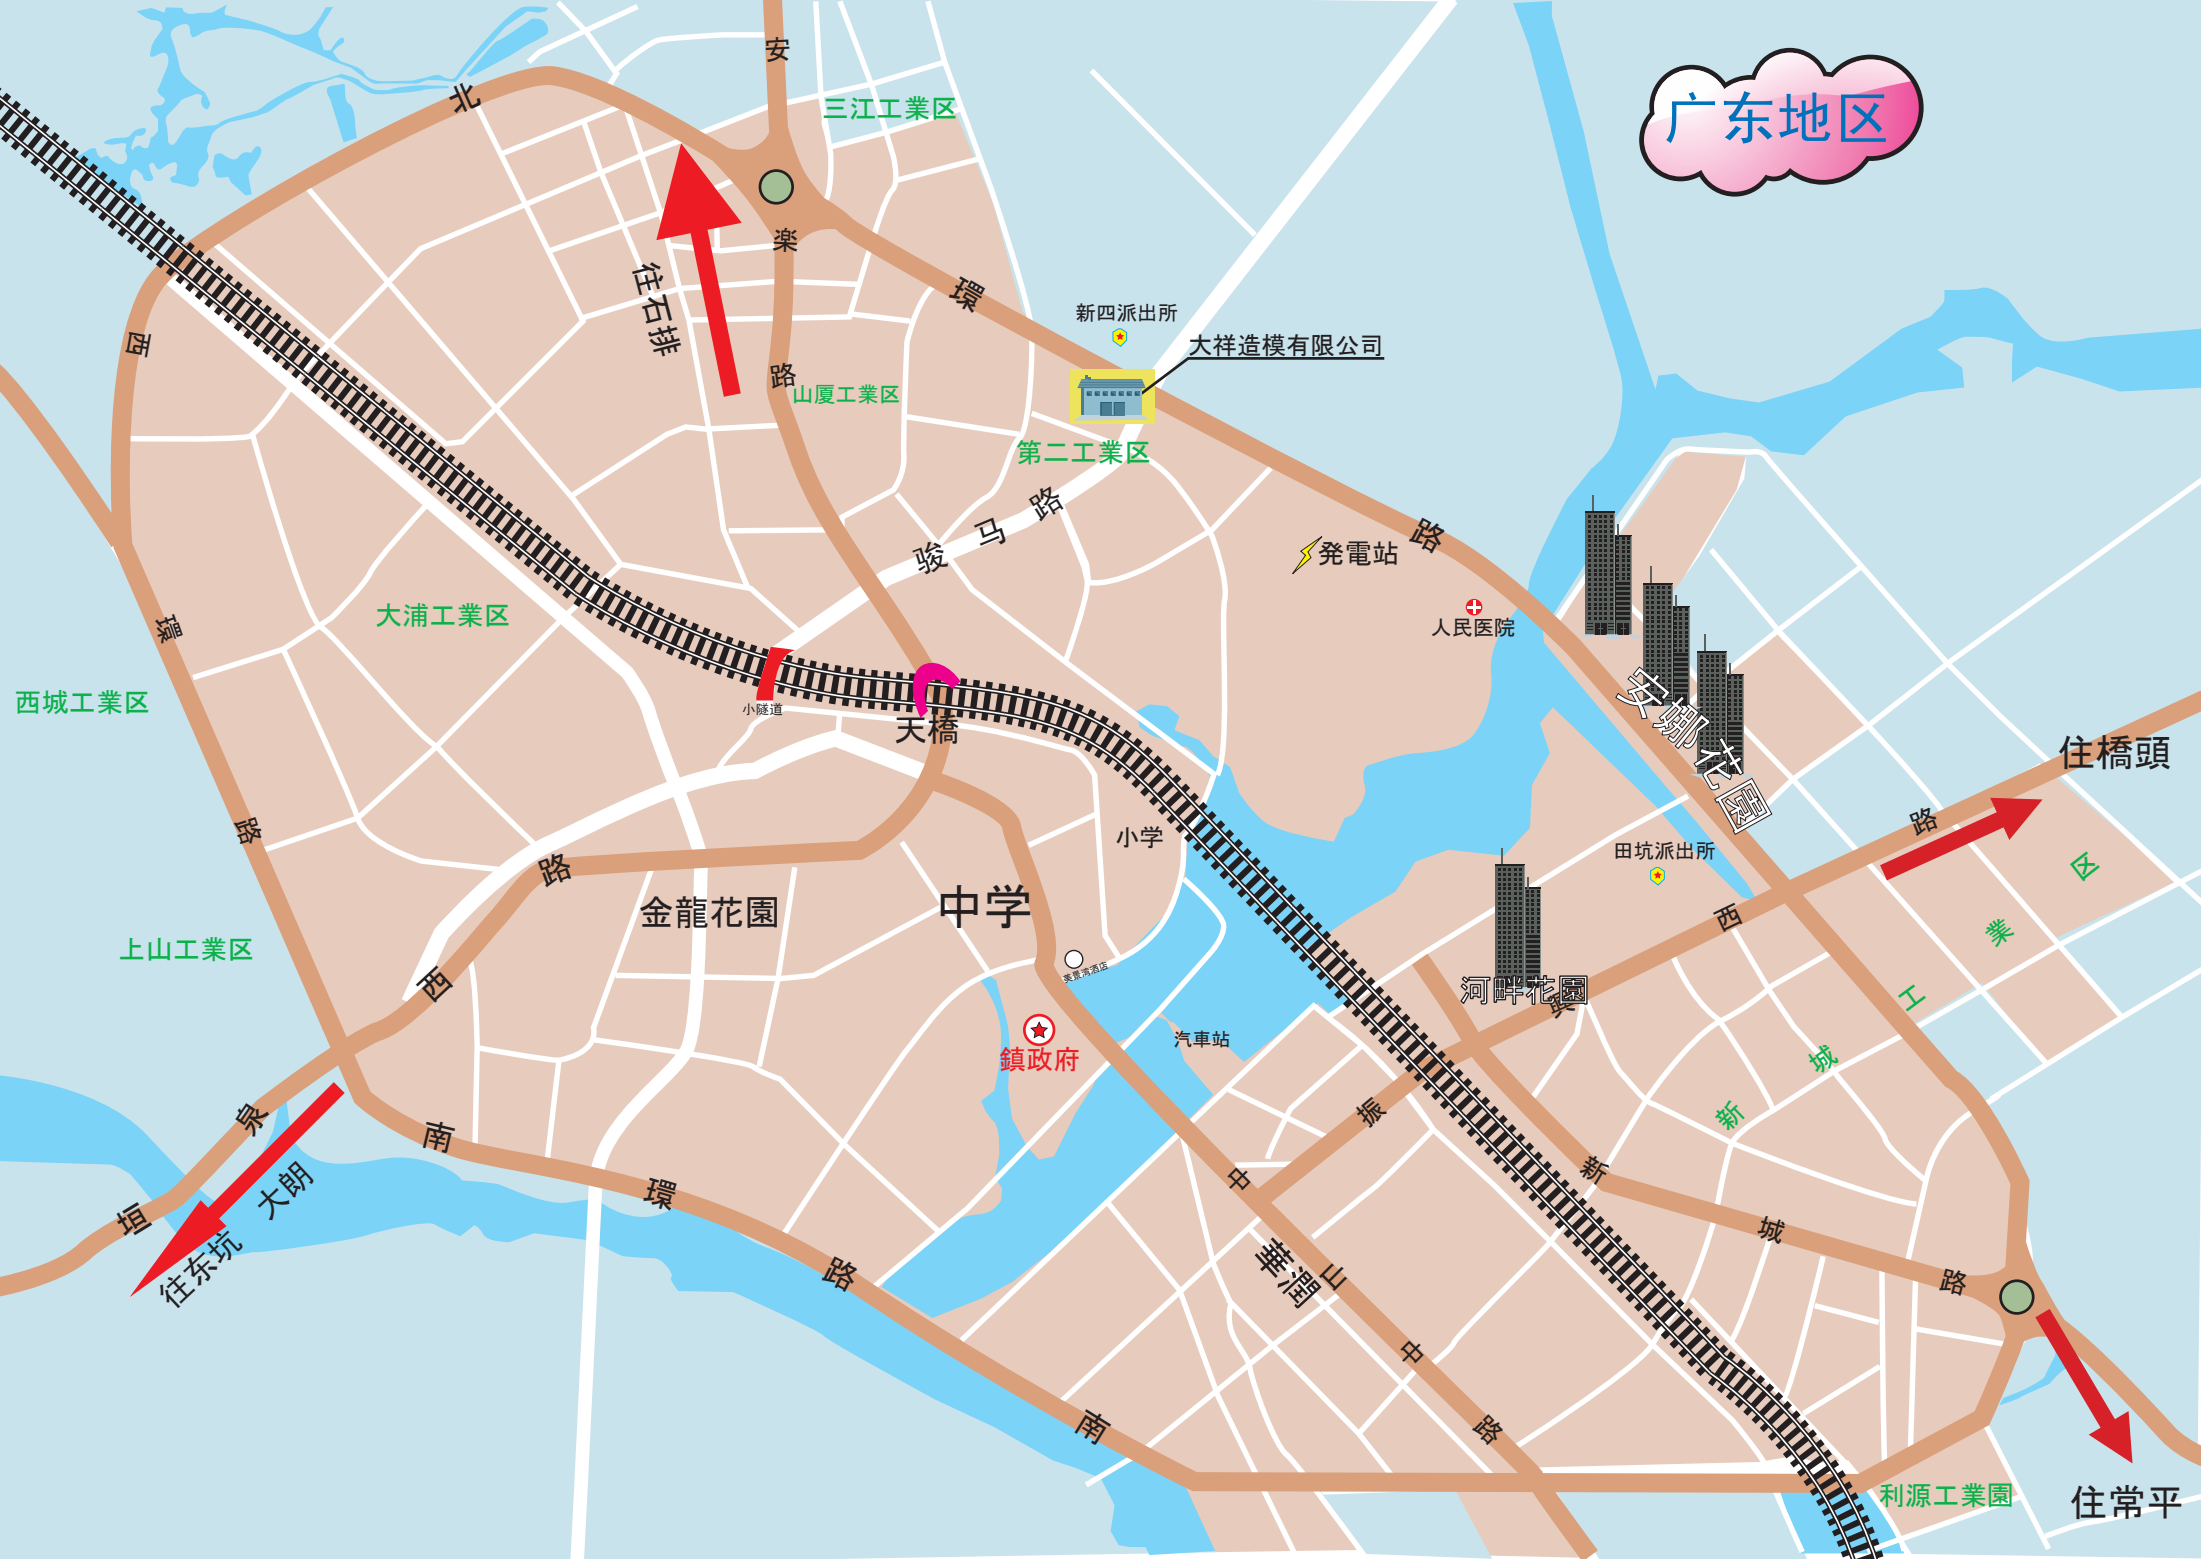 广东地区
安
三江工業区
北
楽
環
往石排
新四派出所
大祥造模有限公司
西
路
山厦工業区
第二工業区
骏马路
路
発電站
人民医院
大浦工業区
環
西城工業区
小隧道
天橋
安娜花園
住橋頭
路
路
小学
田坑派出所
路
金龍花園
中学
西
新城工業区
上山工業区
西
美景湾酒店
河畔花園
興
鎮政府
汽車站
振
泉
南
新
中
環
大朗
垣
往东坑
路
華潤
山
城
路
中
南
路
利源工業園
住常平